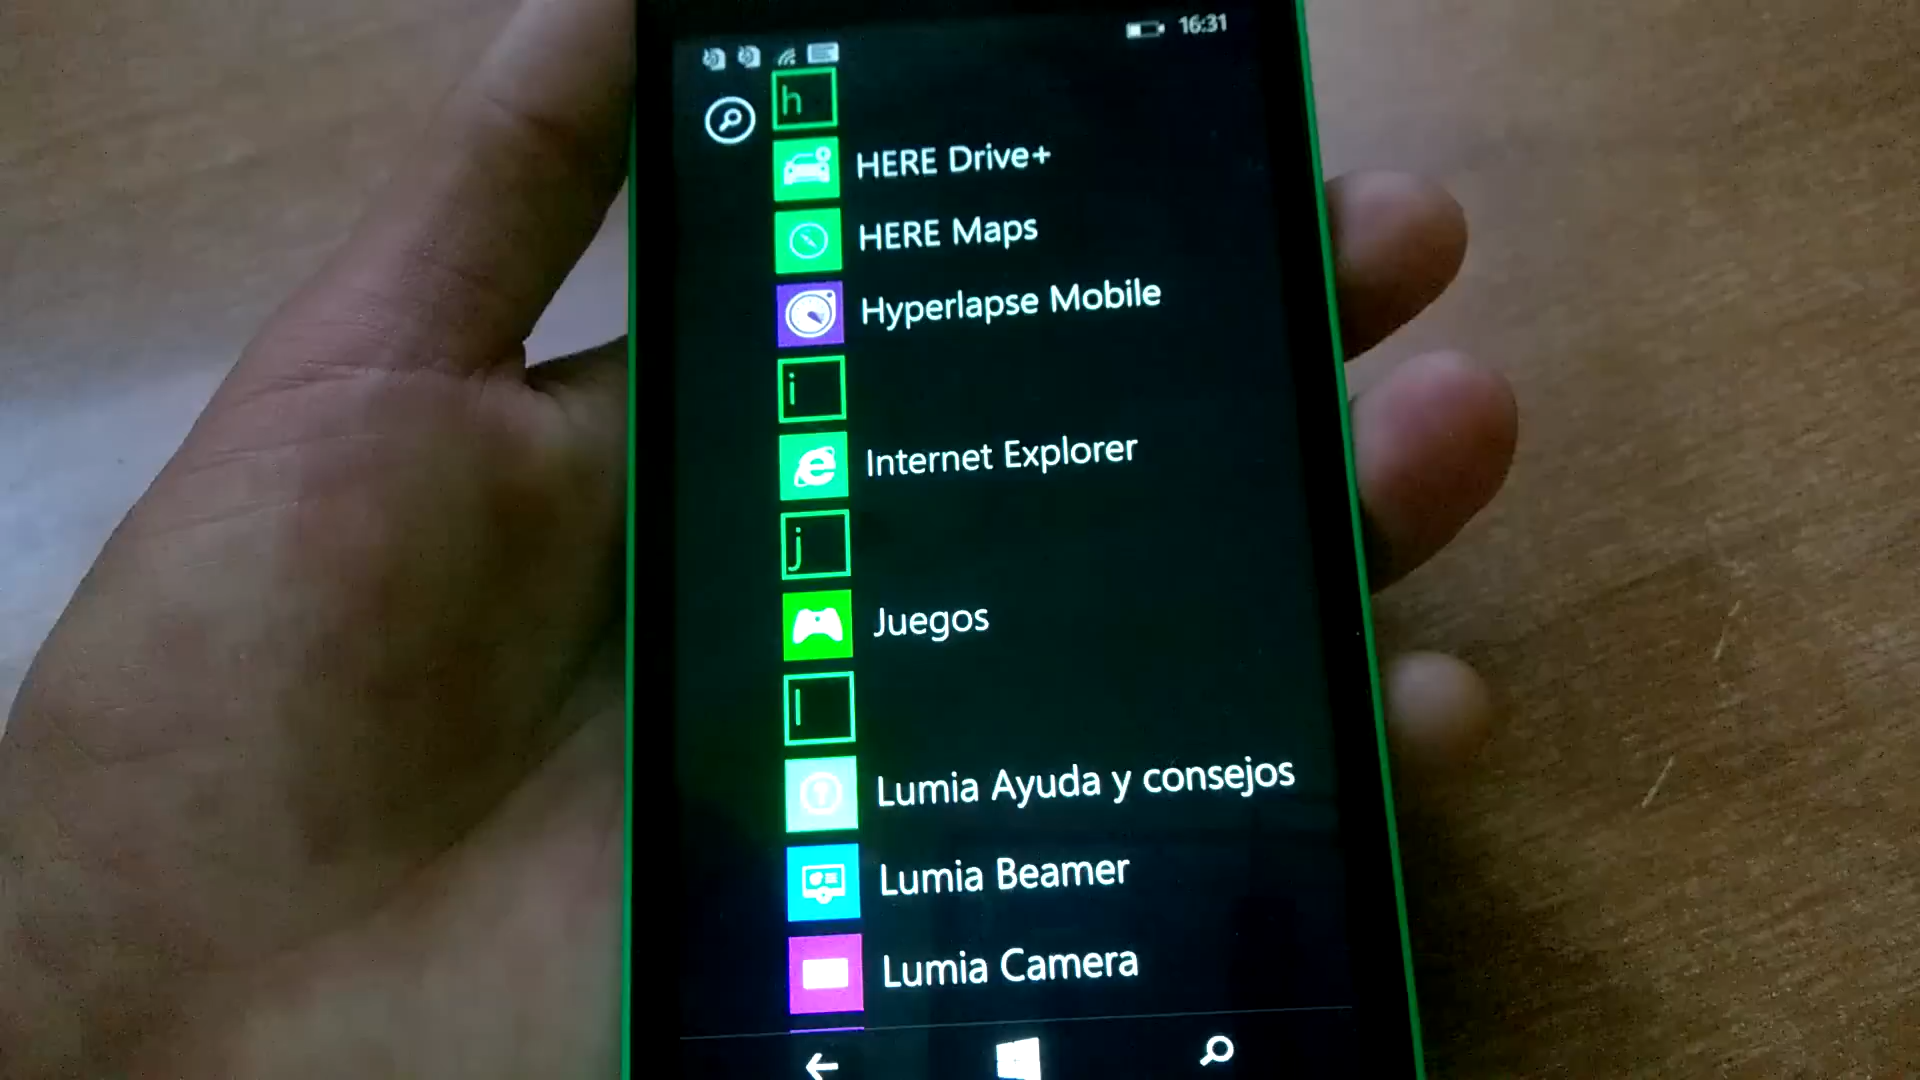 16:31
h
HERE Drive+
HERE Maps
Hyperlapse Mobile
i
Internet Explorer
j
Juegos
l
Lumia Ayuda y consejos
Lumia Beamer
Lumia Camera